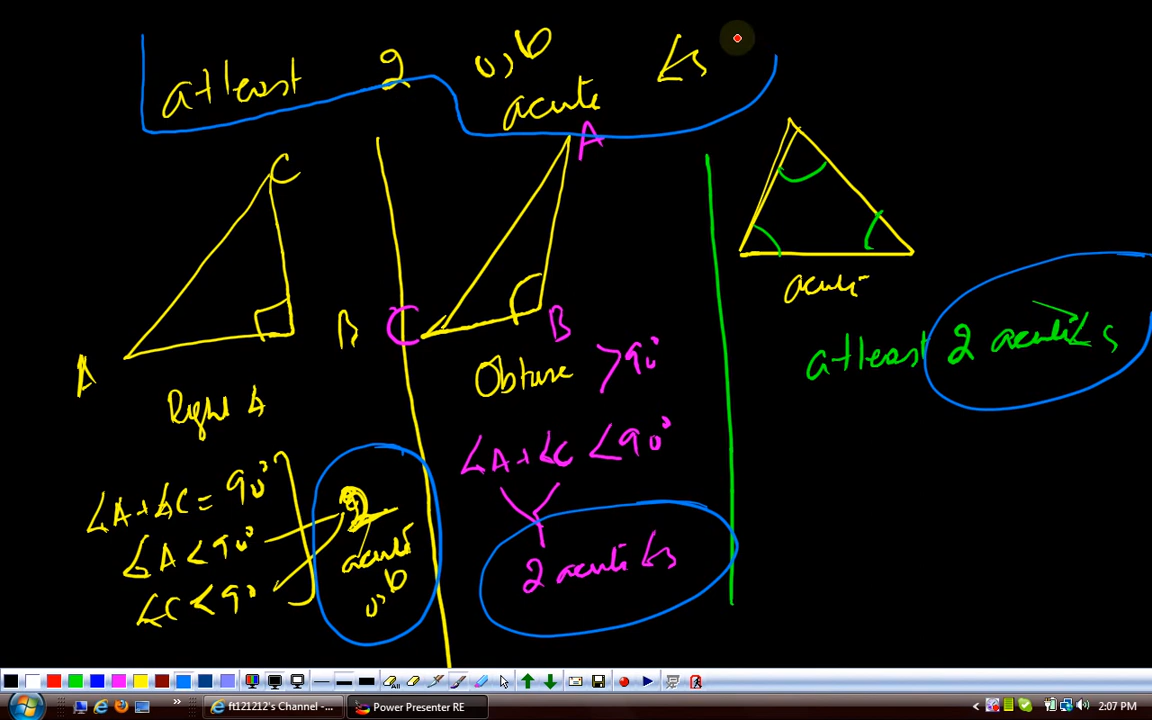 atleast 2 acute ∠s
C
A
B
Right Δ
∠A+∠C = 90°
∠A < 90°
∠C < 90
2
acute
A
C
B
Obtuse
>90°
∠A+∠C <90°
2 acute ∠s
acute
atleast 2 acute ∠s
ft121212's Channel - ...
Power Presenter RE
2:07 PM